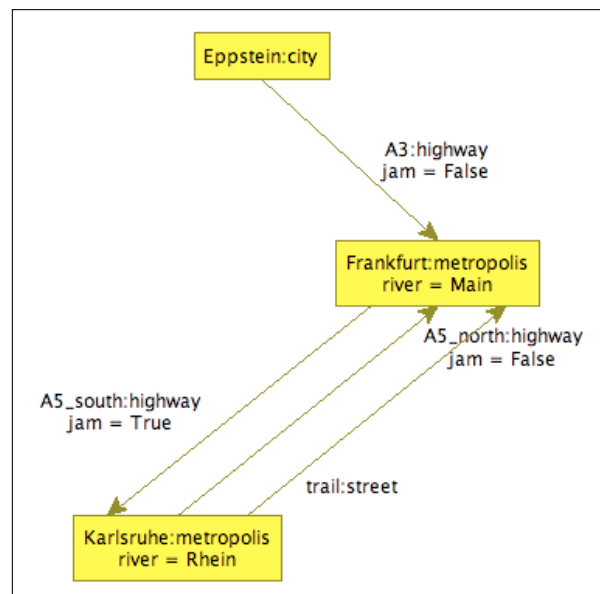 Eppstein:city
A3:highway
jam = False
Frankfurt:metropolis
river = Main
A5_north:highway
jam = False
A5_south:highway
jam = True
trail:street
Karlsruhe:metropolis
river = Rhein